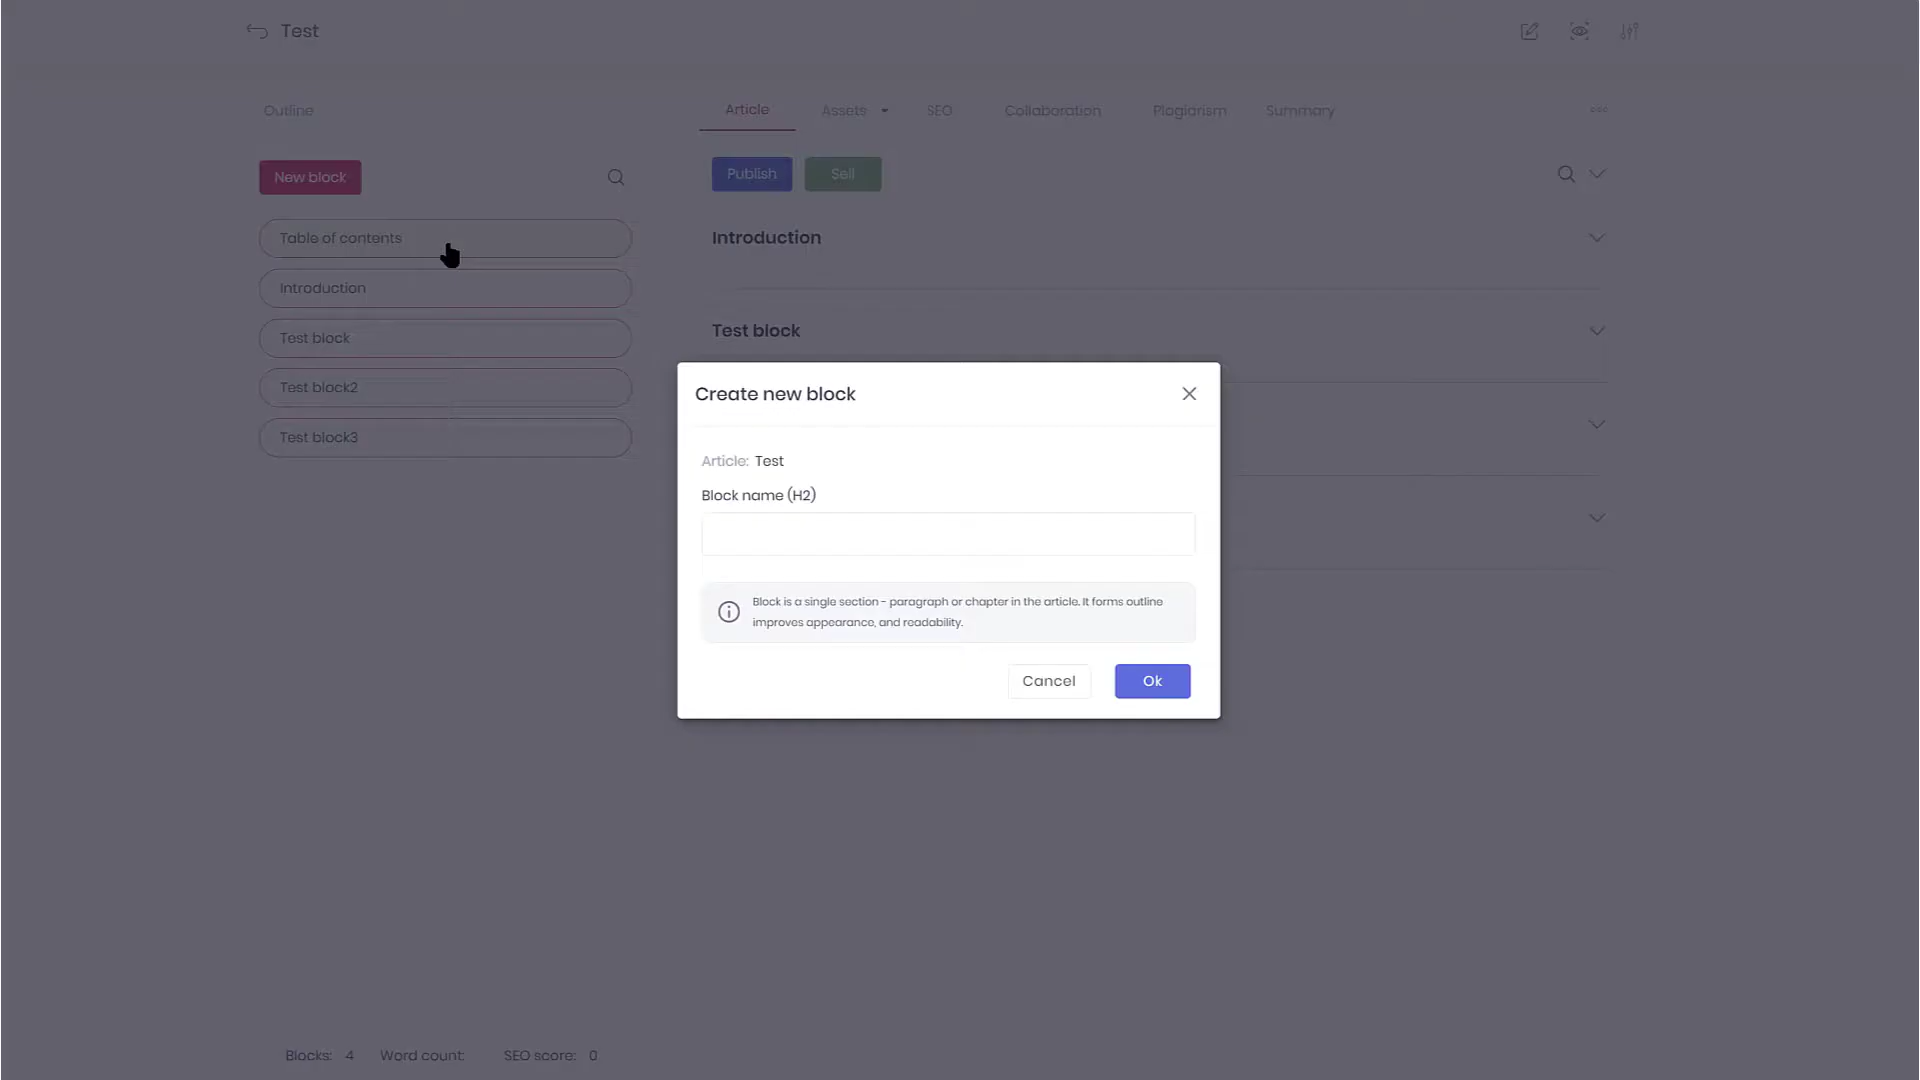 Test
Outline
Article
Assets
SEO
Collaboration
Plagiarism
Summary
New block
Publish
Sell
Table of contents
Introduction
Test block
Test block2
Test block3
Introduction
Test block
Create new block
Article: Test
Block name (H2)
Block is a single section - paragraph or chapter in the article. It forms outline
improves appearance, and readability.
Cancel
Ok
Blocks: 4 Word count: SEO score: 0